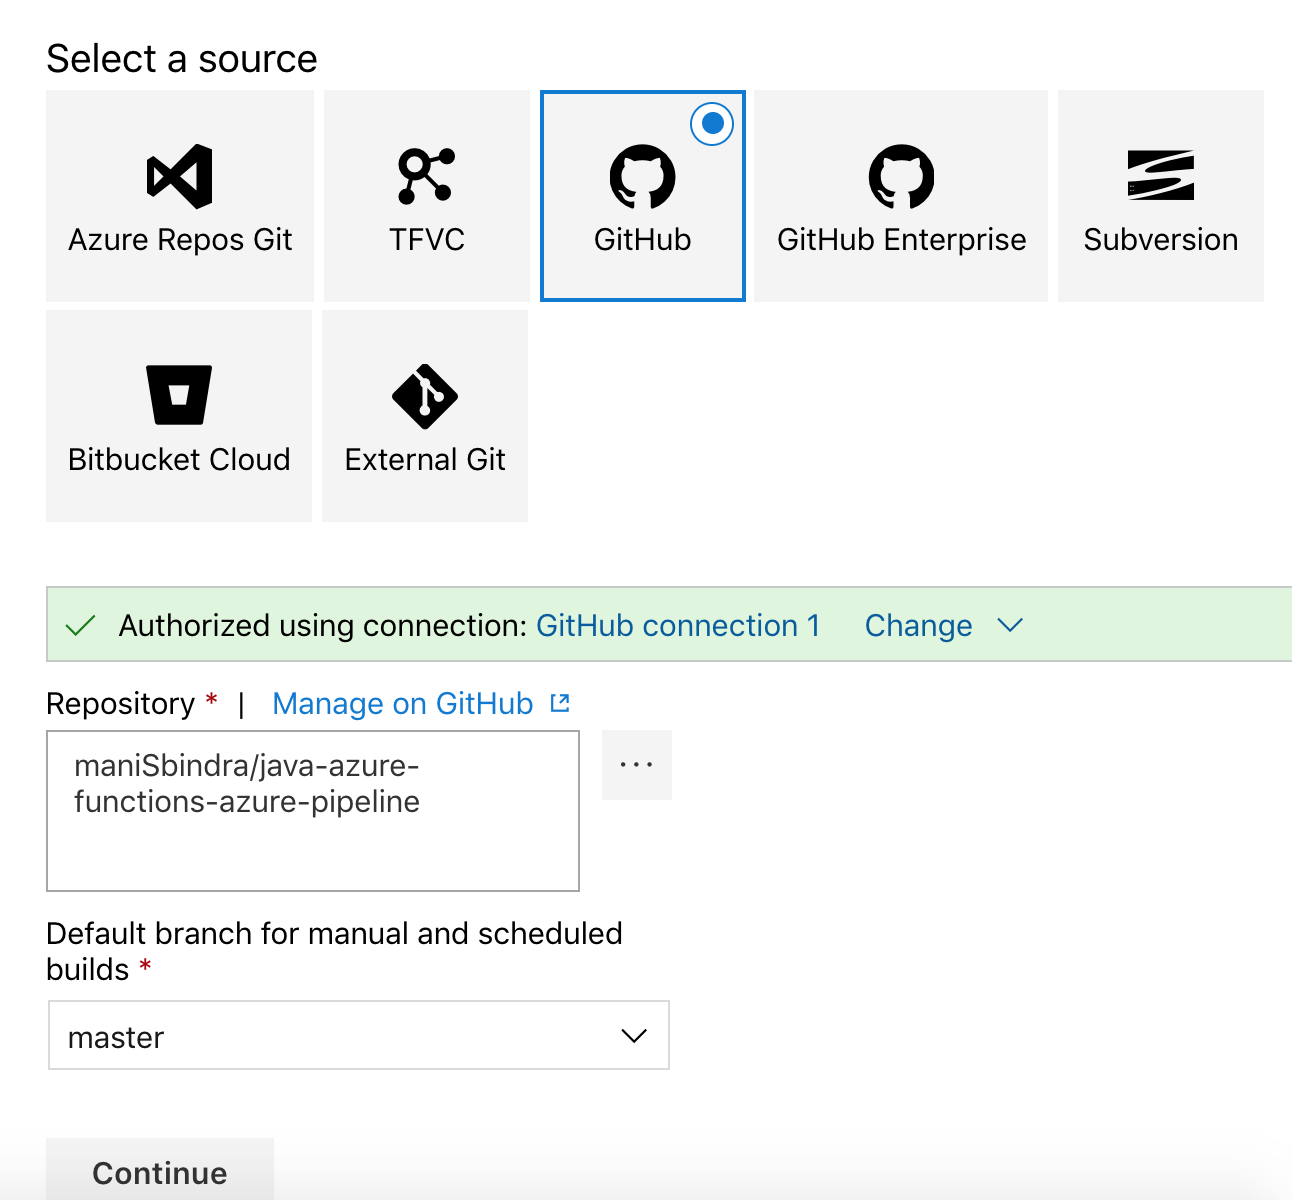 Select a source
Azure Repos Git
TFVC
GitHub
GitHub Enterprise
Subversion
Bitbucket Cloud
External Git
Authorized using connection: GitHub connection 1 Change
Repository * | Manage on GitHub
maniSbindra/java-azure-
functions-azure-pipeline
...
Default branch for manual and scheduled
builds *
master
Continue